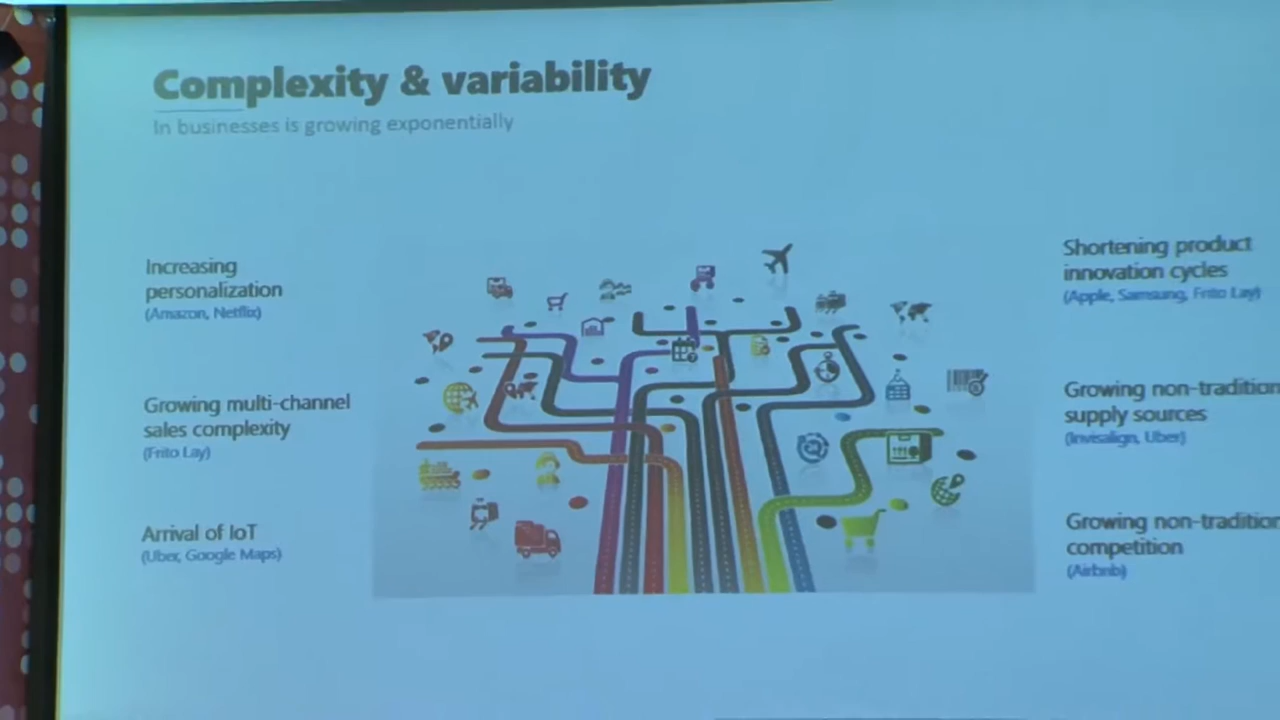 Complexity & variability
In businesses is growing exponentially
Increasing
personalization
(Amazon, Netflix)
Growing multi-channel
sales complexity
(Frito Lay)
Arrival of IoT
(Uber, Google Maps)
Shortening product
innovation cycles
(Apple, Samsung, Frito Lay)
Growing non-tradition
supply sources
(Invisalign, Uber)
Growing non-tradition
competition
(Airbnb)